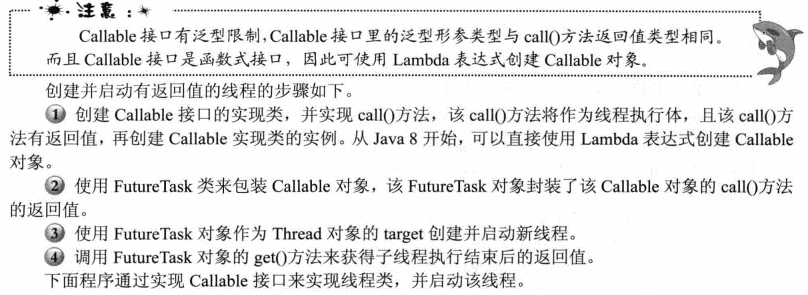 注意：
Callable 接口有泛型限制，Callable 接口里的泛型形参类型与 call()方法返回值类型相同。
而且 Callable 接口是函数式接口，因此可使用 Lambda 表达式创建 Callable 对象。
创建并启动有返回值的线程的步骤如下。
① 创建 Callable 接口的实现类，并实现 call()方法，该 call()方法将作为线程执行体，且该 call()方
法有返回值，再创建 Callable 实现类的实例。从 Java 8 开始，可以直接使用 Lambda 表达式创建 Callable
对象。
② 使用 FutureTask 类来包装 Callable 对象，该 FutureTask 对象封装了该 Callable 对象的 call()方法
的返回值。
③ 使用 FutureTask 对象作为 Thread 对象的 target 创建并启动新线程。
④ 调用 FutureTask 对象的 get()方法来获得子线程执行结束后的返回值。
下面程序通过实现 Callable 接口来实现线程类，并启动该线程。